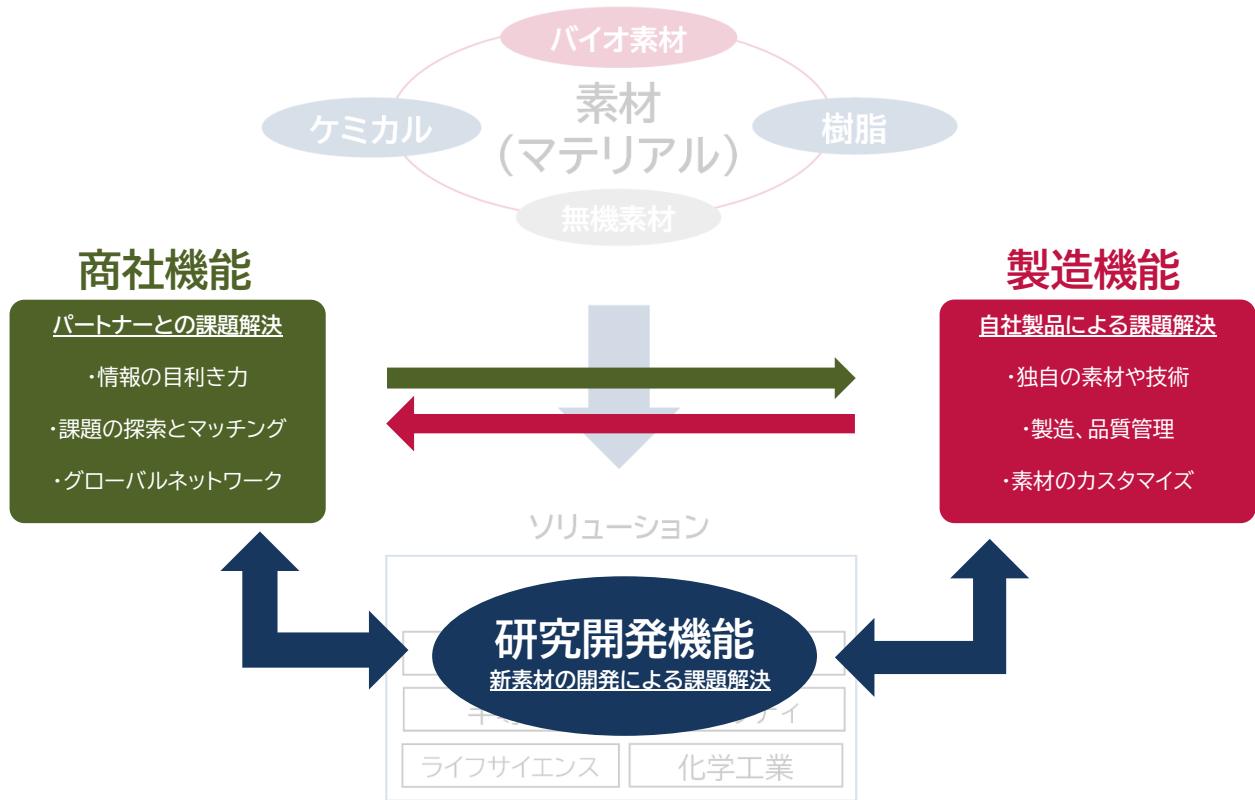 バイオ素材
素材
(マテリアル)
ケミカル
樹脂
無機素材
商社機能
パートナーとの課題解決
・情報の目利き力
・課題の探索とマッチング
・グローバルネットワーク
製造機能
自社製品による課題解決
・独自の素材や技術
・製造、品質管理
・素材のカスタマイズ
ソリューション
研究開発機能
新素材の開発による課題解決
ライフサイエンス
化学工業